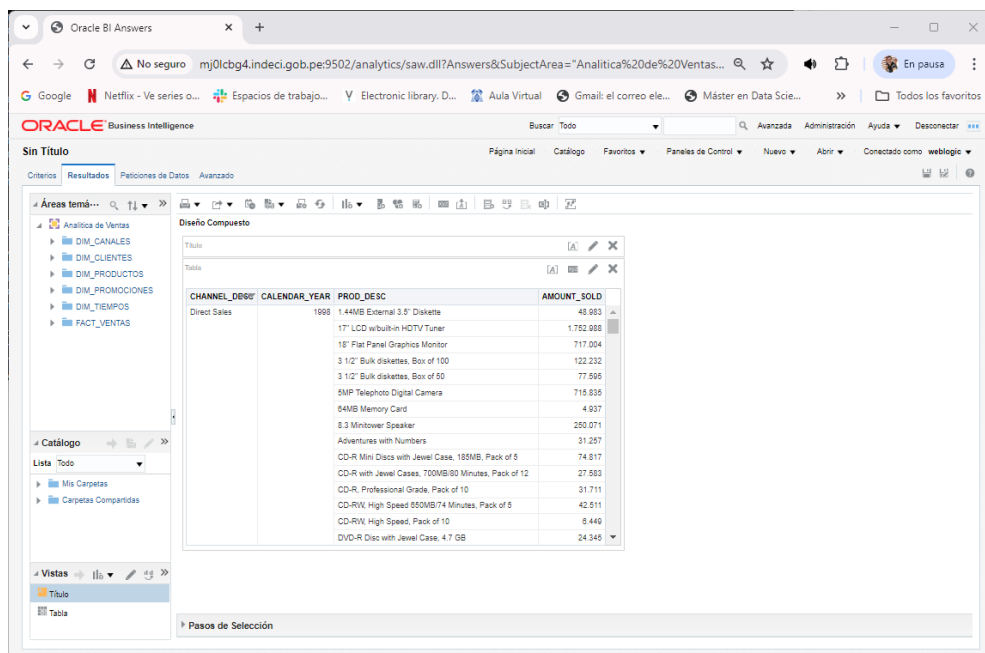 Oracle BI Answers
No seguro mj0lcbg4.indeci.gob.pe:9502/analytics/saw.dll?Answers&SubjectArea="Analitica%20de%20Ventas... En pausa
Google Netflix - Ve series o... Espacios de trabajo... Electronic library. D... Aula Virtual Gmail: el correo ele... Máster en Data Scie... Todos los favoritos
ORACLE Business Intelligence Buscar Todo Avanzada Administración Ayuda Desconectar
Sin Título Página Inicial Catálogo Favoritos Paneles de Control Nuevo Abrir Conectado como weblogic
Criterios Resultados Peticiones de Datos Avanzado
Áreas temá...
Diseño Compuesto
Analitica de Ventas
DIM_CANALES
DIM_CLIENTES
DIM_PRODUCTOS
DIM_PROMOCIONES
DIM_TIEMPOS
FACT_VENTAS
Catálogo
Lista Todo
Mis Carpetas
Carpetas Compartidas
Vistas
Título
Tabla
Título
Tabla
CALENDAR_YEAR PROD_DESC AMOUNT_SOLD
Direct Sales 1998 1.44MB External 3.5" Diskette 48.983
17" LCD w/built-in HDTV Tuner 1.752.988
18" Flat Panel Graphics Monitor 717.004
3 1/2" Bulk diskettes, Box of 100 122.232
3 1/2" Bulk diskettes, Box of 50 77.595
5MP Telephoto Digital Camera 715.835
64MB Memory Card 4.937
8.3 Minitower Speaker 250.071
Adventures with Numbers 31.257
CD-R Mini Discs with Jewel Case, 185MB, Pack of 5 74.817
CD-R with Jewel Cases, 700MB/80 Minutes, Pack of 12 27.583
CD-R, Professional Grade, Pack of 10 31.711
CD-RW, High Speed 650MB/74 Minutes, Pack of 5 42.511
CD-RW, High Speed, Pack of 10 6.449
DVD-R Disc with Jewel Case, 4.7 GB 24.345
Pasos de Selección